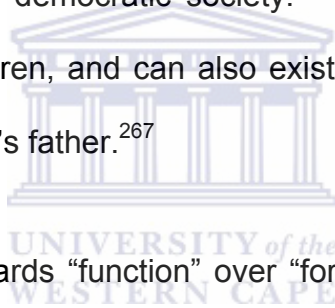 democratic society.
ren, and can also exist
's father.267
UNIVERSITY of the
ards "function" over "for
WESTERN CAPE